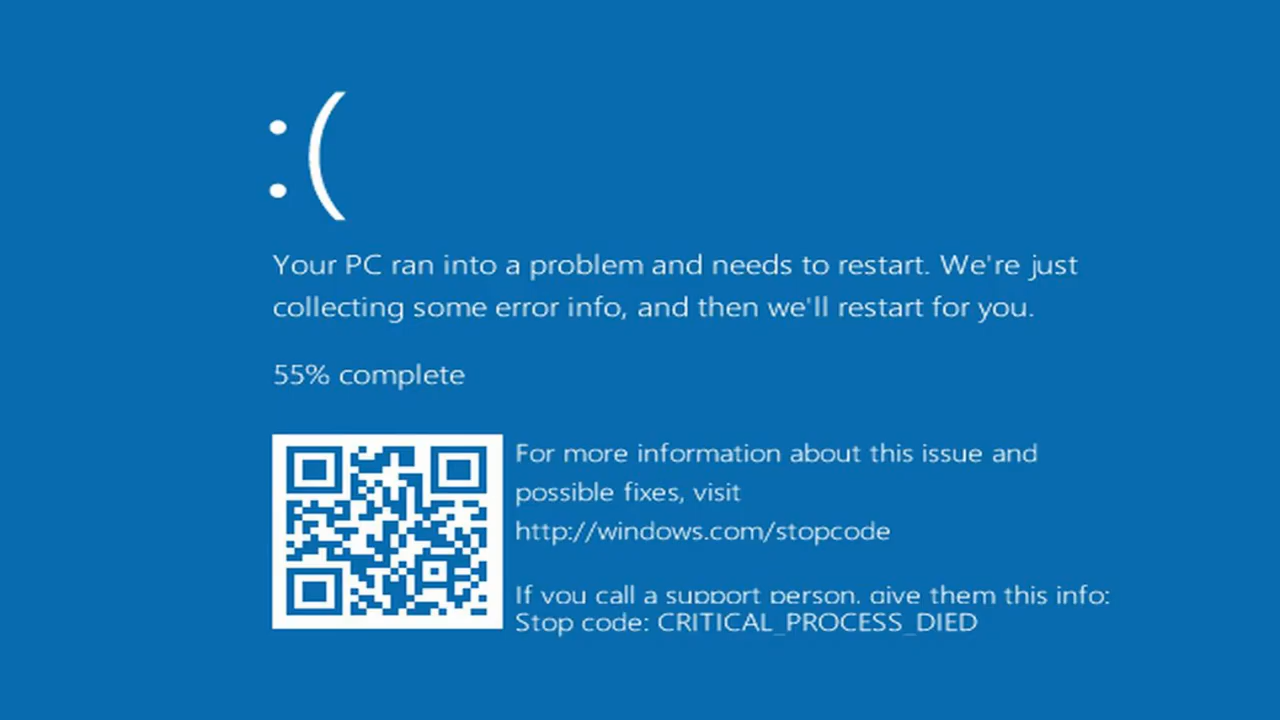 :(
Your PC ran into a problem and needs to restart. We're just
collecting some error info, and then we'll restart for you.
55% complete
For more information about this issue and
possible fixes, visit
http://windows.com/stopcode
If you call a support person, give them this info:
Stop code: CRITICAL_PROCESS_DIED